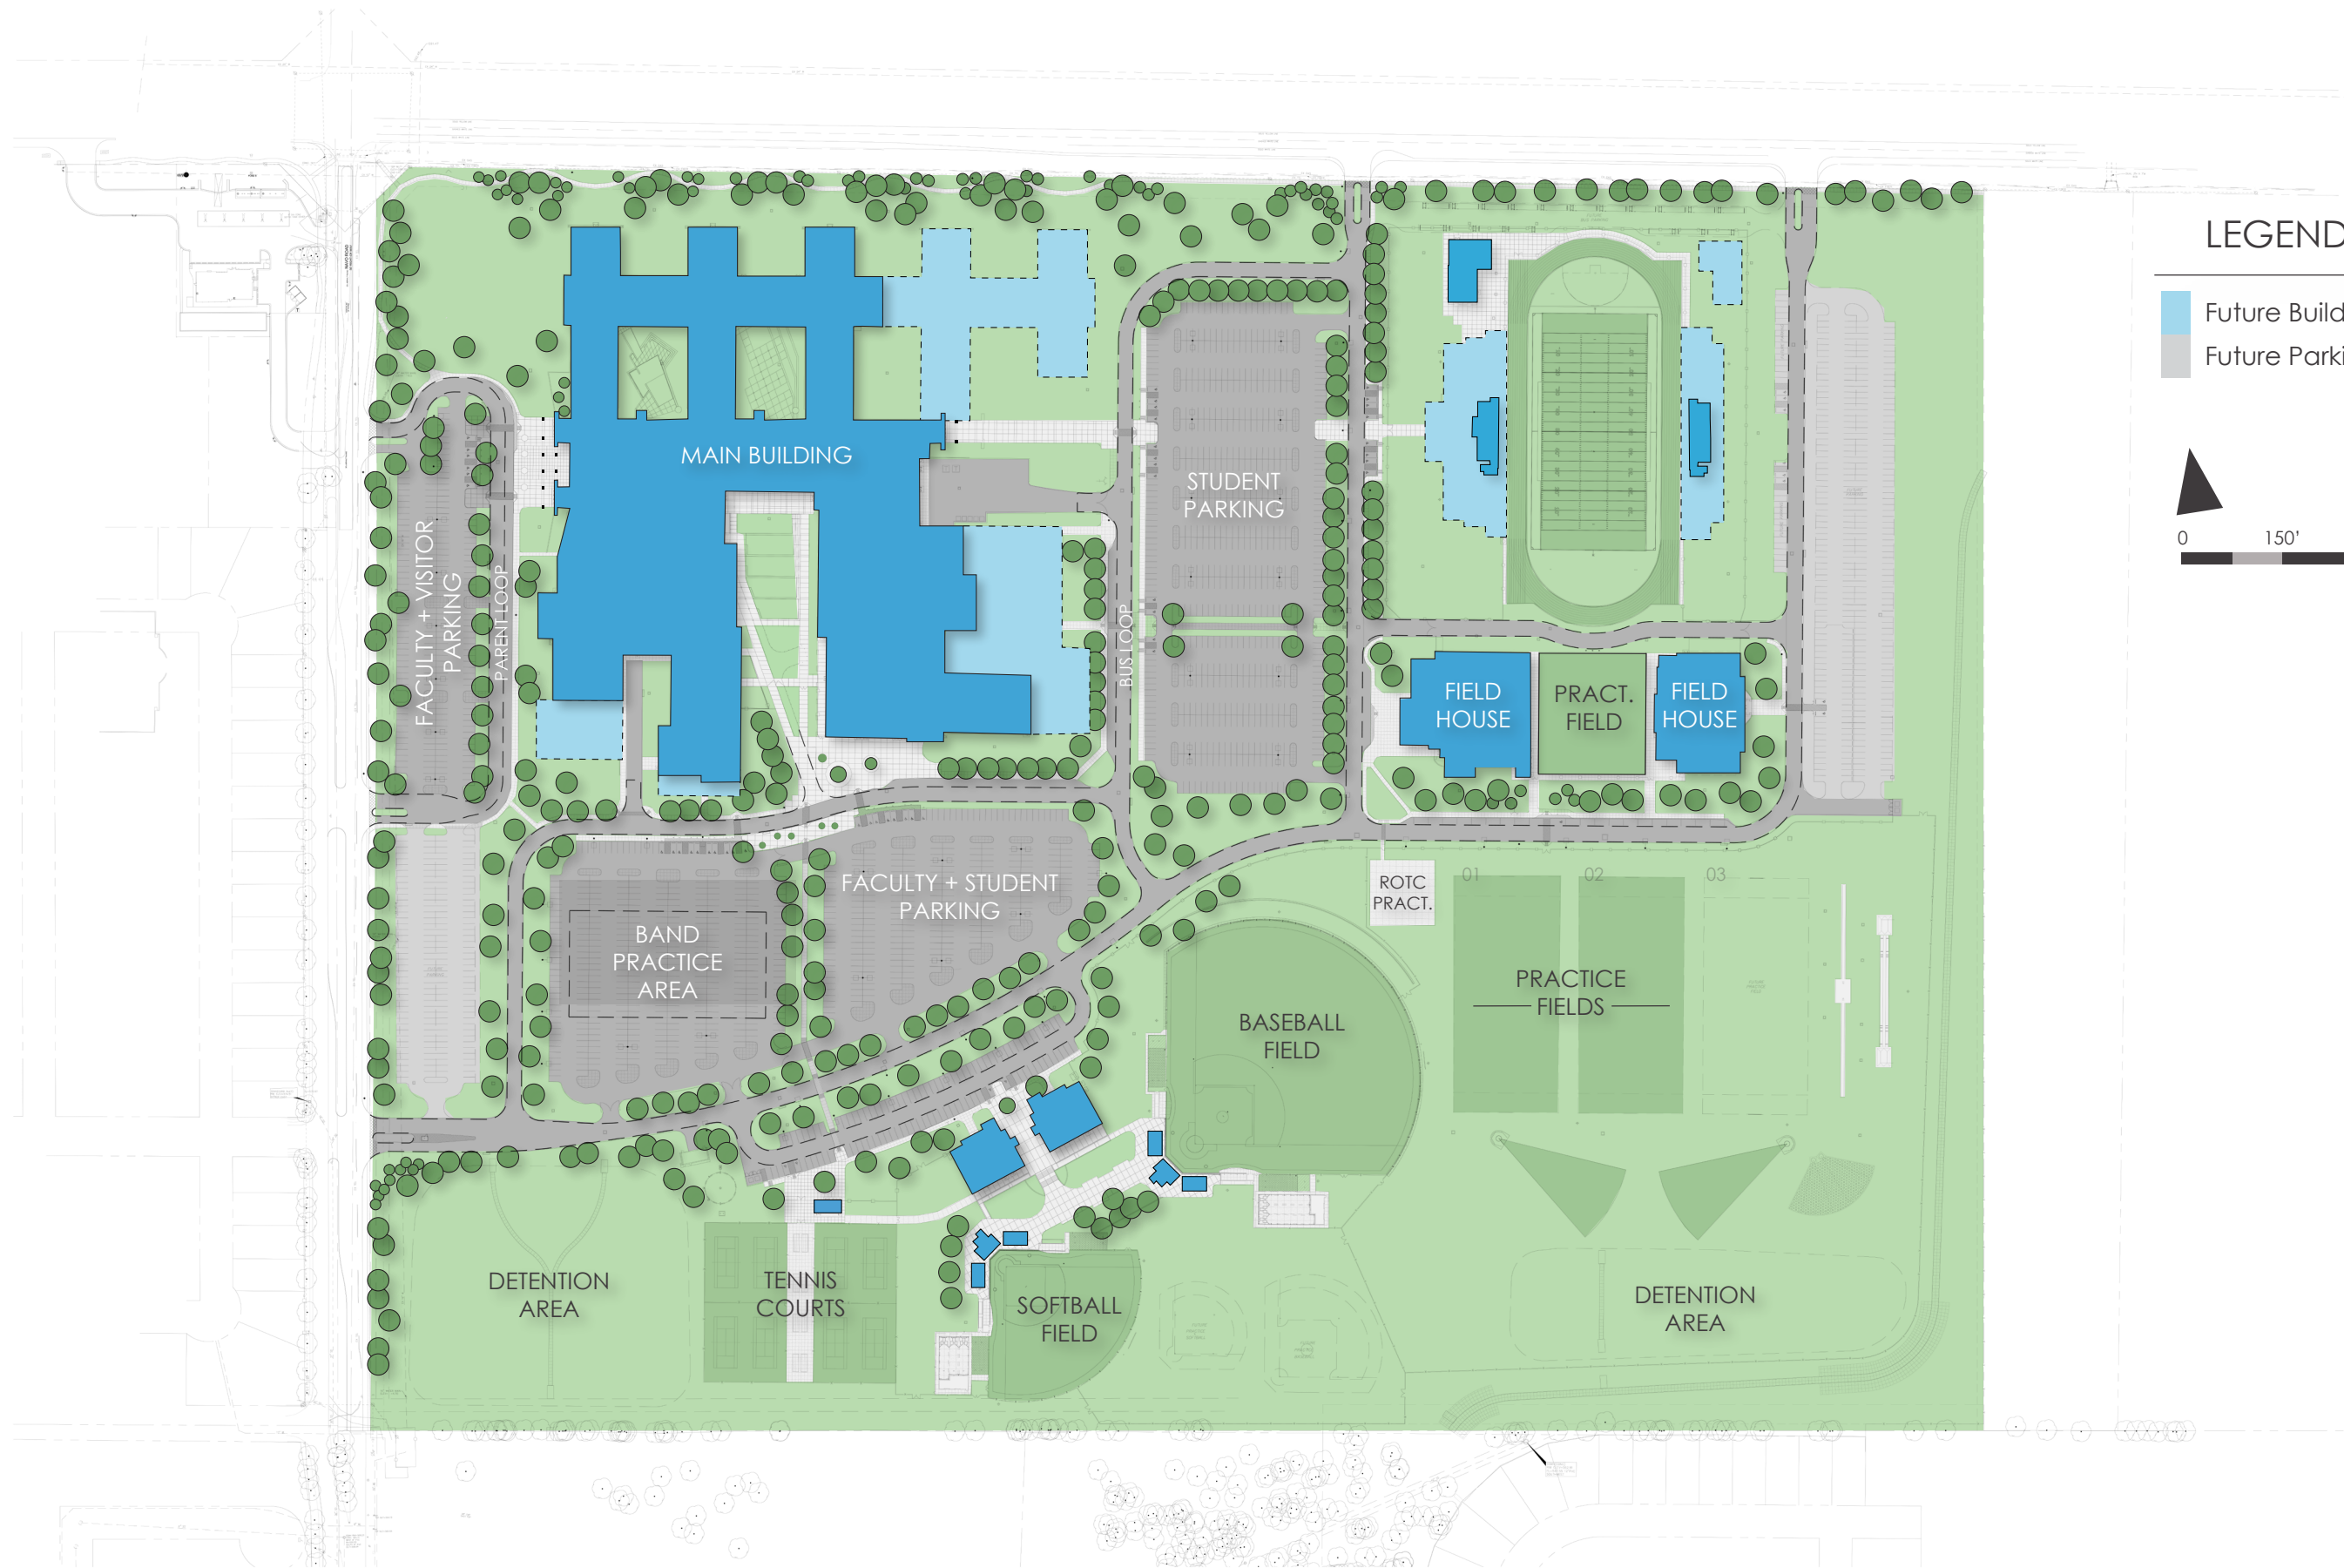 LEGEND
Future Build
Future Parki
0 150'
MAIN BUILDING
STUDENT
PARKING
FACULTY + VISITOR
PARKING
PARENT LOOP
BUS LOOP
FIELD
HOUSE
PRACT.
FIELD
FIELD
HOUSE
FACULTY + STUDENT
PARKING
BAND
PRACTICE
AREA
ROTC
PRACT.
01 02 03
PRACTICE
FIELDS
BASEBALL
FIELD
DETENTION
AREA
TENNIS
COURTS
SOFTBALL
FIELD
DETENTION
AREA